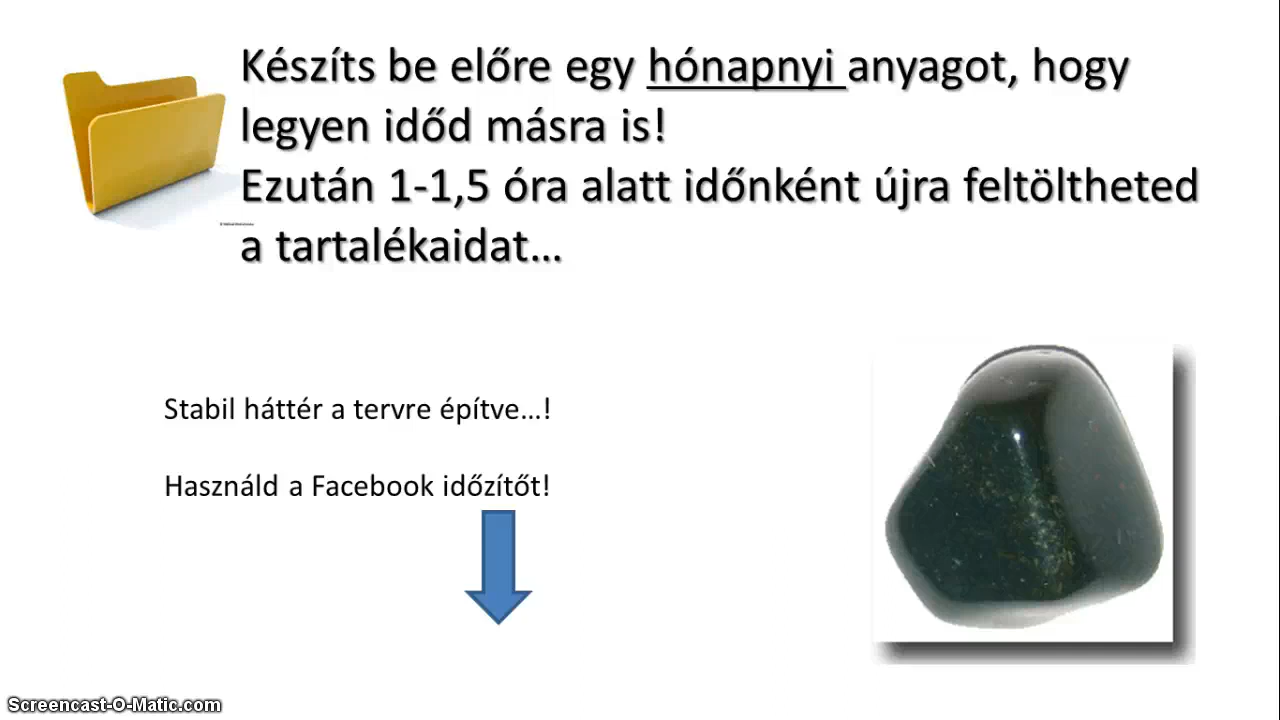 Készíts be előre egy hónapnyi anyagot, hogy
legyen időd másra is!
Ezután 1-1,5 óra alatt időnként újra feltöltheted
a tartalékaidat…
Stabil háttér a tervre építve…!
Használd a Facebook időzítőt!
Screencast-O-Matic.com